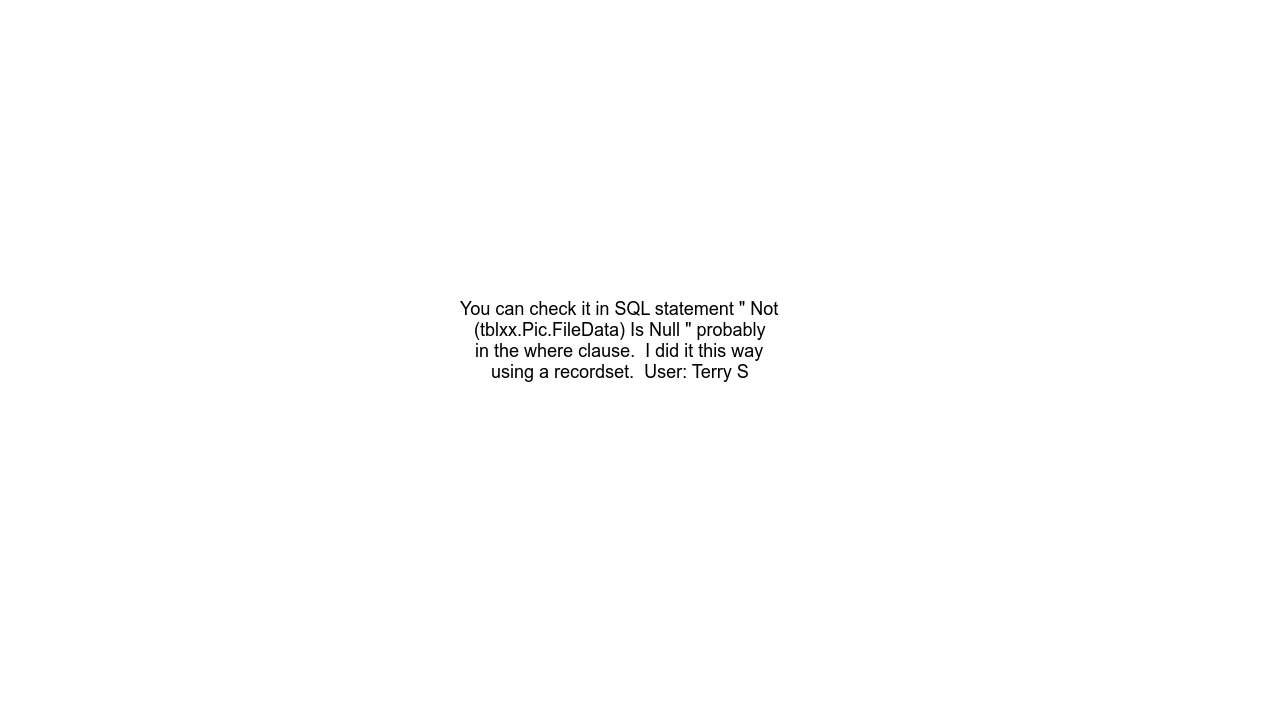 You can check it in SQL statement " Not
(tblxx.Pic.FileData) Is Null " probably
in the where clause.  I did it this way
using a recordset.  User: Terry S